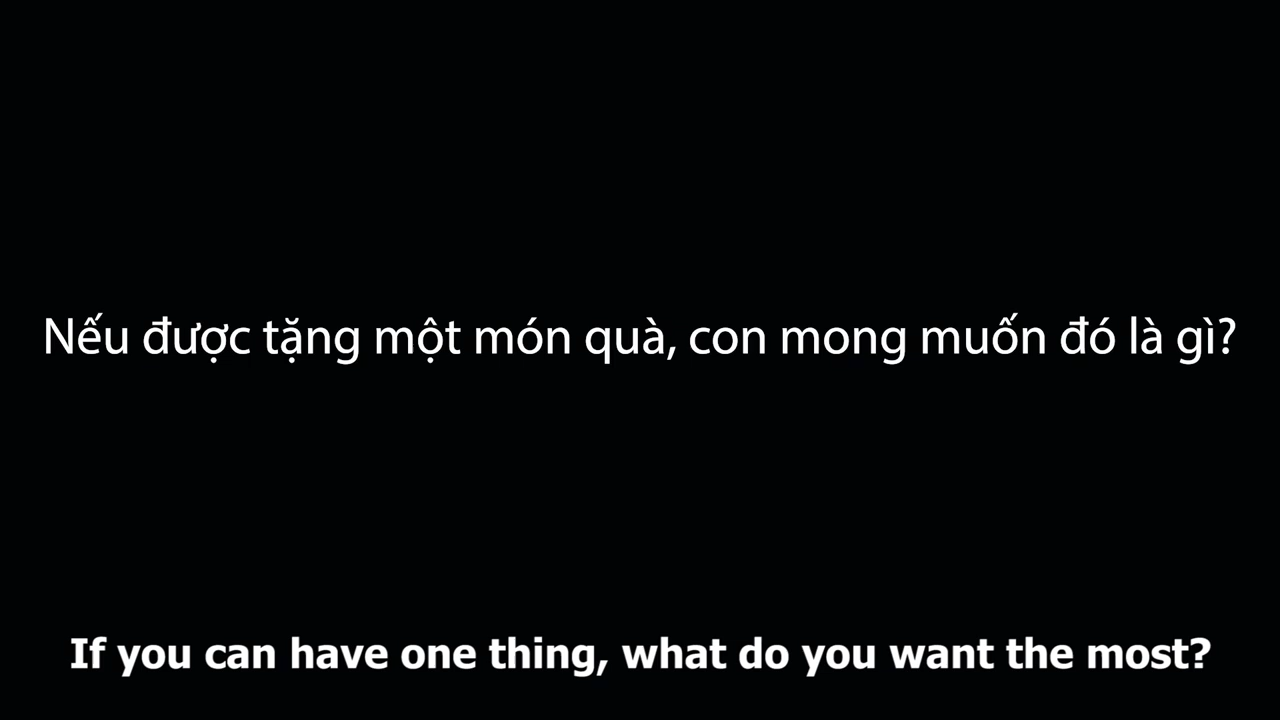 Nếu được tặng một món quà, con mong muốn đó là gì?
If you can have one thing, what do you want the most?